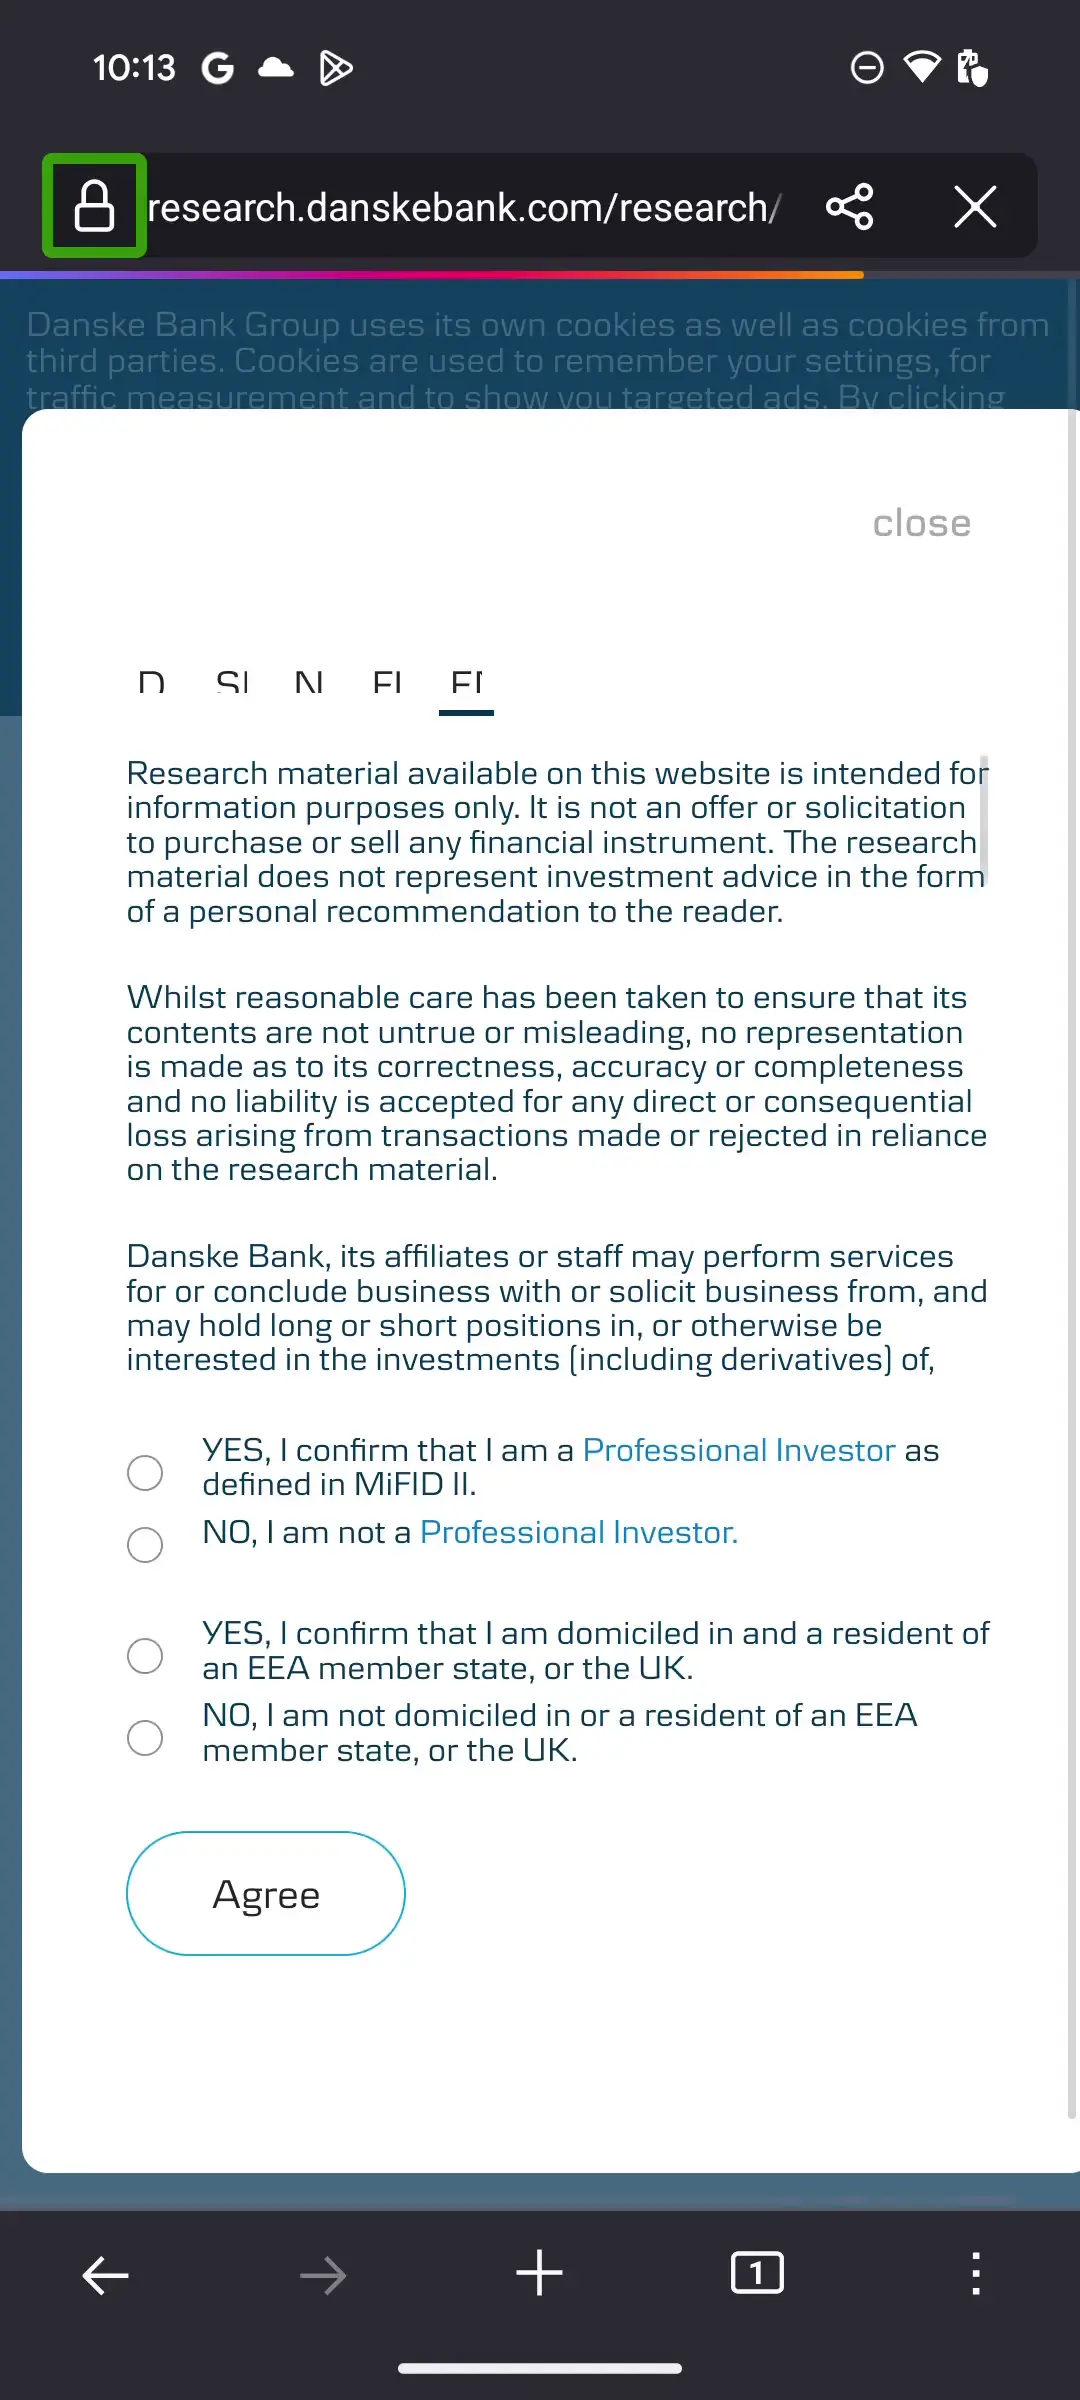 10:13
research.danskebank.com/research/
Danske Bank Group uses its own cookies as well as cookies from
third parties. Cookies are used to remember your settings, for
traffic measurement and to show you targeted ads. By clicking
close
Research material available on this website is intended for
information purposes only. It is not an offer or solicitation
to purchase or sell any financial instrument. The research
material does not represent investment advice in the form
of a personal recommendation to the reader.
Whilst reasonable care has been taken to ensure that its
contents are not untrue or misleading, no representation
is made as to its correctness, accuracy or completeness
and no liability is accepted for any direct or consequential
loss arising from transactions made or rejected in reliance
on the research material.
Danske Bank, its affiliates or staff may perform services
for or conclude business with or solicit business from, and
may hold long or short positions in, or otherwise be
interested in the investments (including derivatives) of,
YES, I confirm that I am a Professional Investor as
defined in MiFID II.
NO, I am not a Professional Investor.
YES, I confirm that I am domiciled in and a resident of
an EEA member state, or the UK.
NO, I am not domiciled in or a resident of an EEA
member state, or the UK.
Agree
1